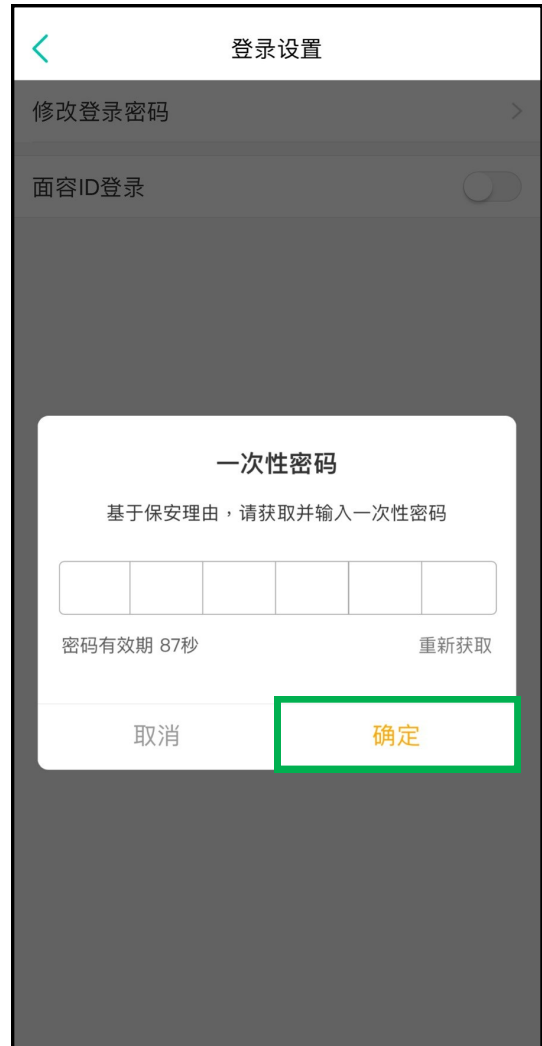 登录设置
修改登录密码
面容ID登录
一次性密码
基于保安理由，请获取并输入一次性密码
密码有效期 87秒
重新获取
取消
确定